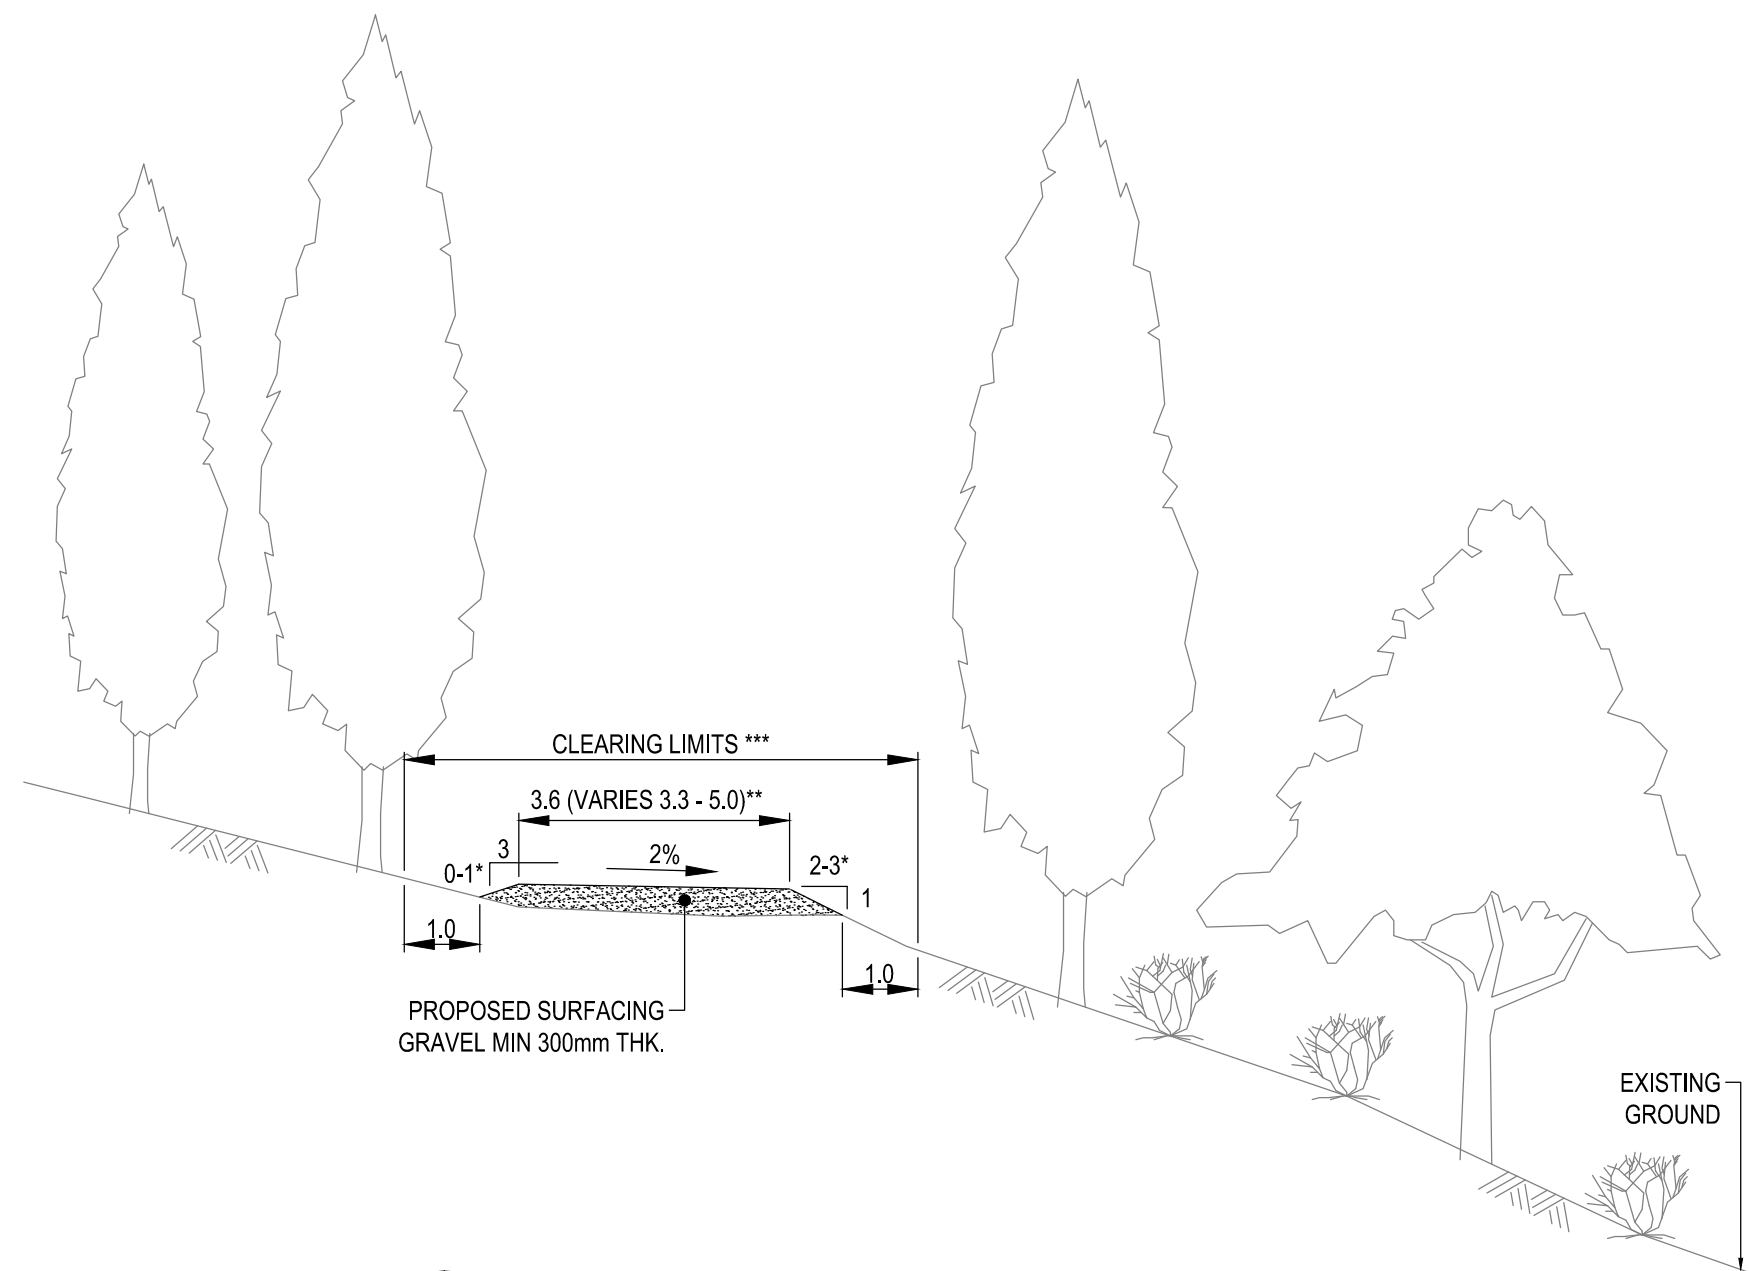 CLEARING LIMITS ***
3.6 (VARIES 3.3 - 5.0)**
3
0-1*
2%
2-3*
1
1.0
1.0
PROPOSED SURFACING
GRAVEL MIN 300mm THK.
EXISTING
GROUND